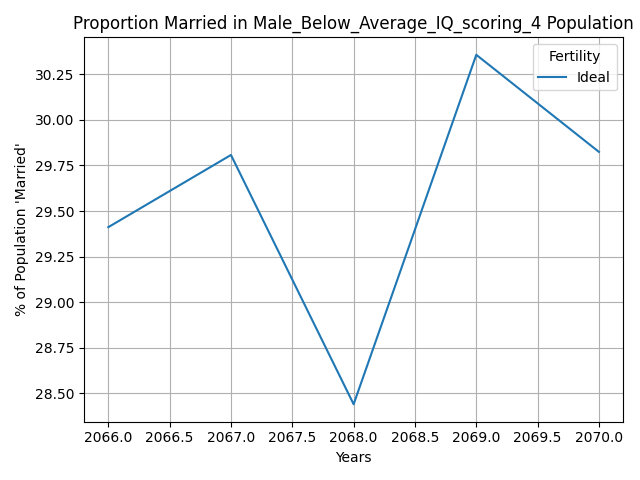 Proportion Married in Male_Below_Average_IQ_scoring_4 Population
Fertility
Ideal
% of Population 'Married'
30.25
30.00
29.75
29.50
29.25
29.00
28.75
28.50
2066.0 2066.5 2067.0 2067.5 2068.0 2068.5 2069.0 2069.5 2070.0
Years